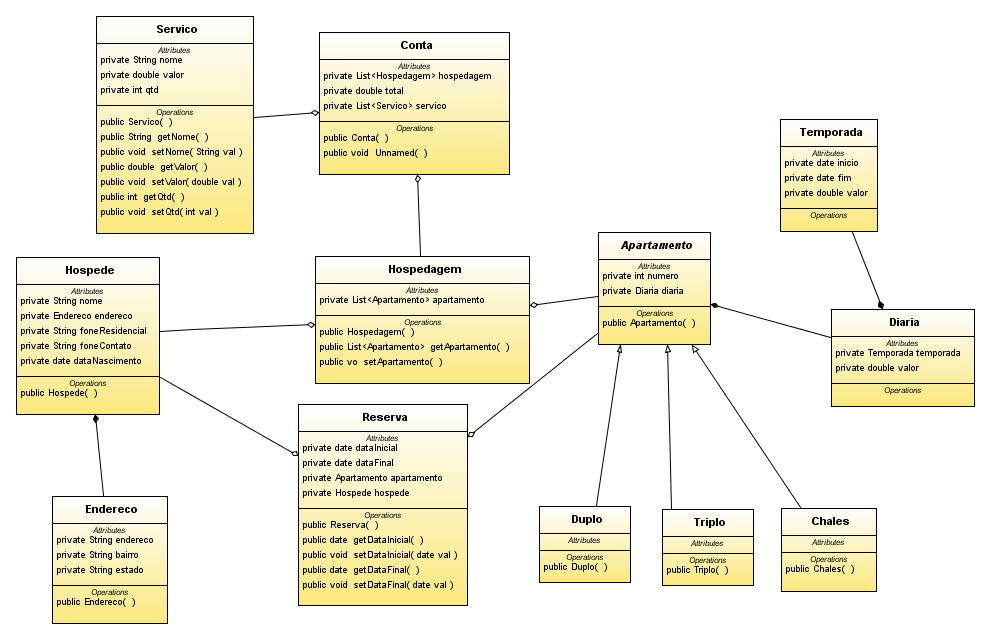 Servico
Attributes
private String nome
private double valor
private int qtd
Operations
public Servico( )
public String getNome( )
public void setNome( String val )
public double getValor( )
public void setValor( double val )
public int getQtd( )
public void setQtd( int val )
Conta
Attributes
private List<Hospedagem> hospedagem
private double total
private List<Servico> servico
Operations
public Conta( )
public void Unnamed( )
Temporada
Attributes
private date inicio
private date fim
private double valor
Operations
Hospede
Attributes
private String nome
private Endereco endereco
private String foneResidencial
private String foneContato
private date dataNascimento
Operations
public Hospede( )
Hospedagem
Attributes
private List<Apartamento> apartamento
Operations
public Hospedagem( )
public List<Apartamento> getApartamento( )
public vo setApartamento( )
Apartamento
Attributes
private int numero
private Diaria diaria
Operations
public Apartamento( )
Diaria
Attributes
private Temporada temporada
private double valor
Operations
Reserva
Attributes
private date dataInicial
private date dataFinal
private Apartamento apartamento
private Hospede hospede
Operations
public Reserva( )
public date getDataInicial( )
public void setDataInicial( date val )
public date getDataFinal( )
public void setDataFinal( date val )
Endereco
Attributes
private String endereco
private String bairro
private String estado
Operations
public Endereco( )
Duplo
Attributes
Operations
public Duplo( )
Triplo
Attributes
Operations
public Triplo( )
Chales
Attributes
Operations
public Chales( )